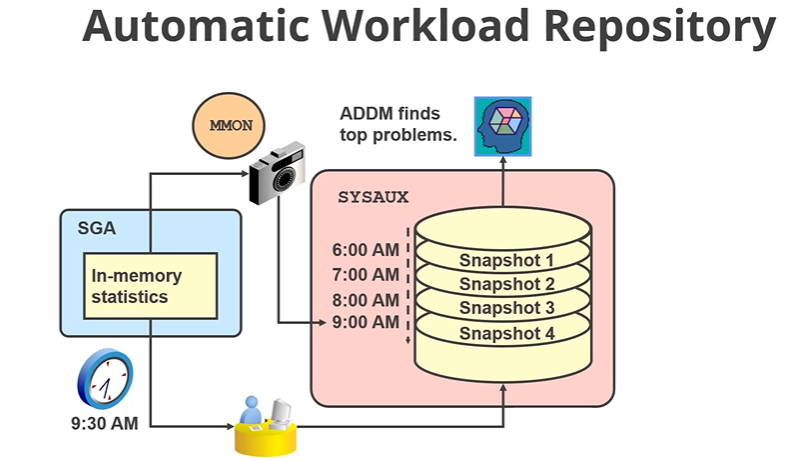 Automatic Workload Repository
MMON
ADDM finds
top problems.
SYSAUX
SGA
In-memory
statistics
6:00 AM
7:00 AM
8:00 AM
9:00 AM
Snapshot 1
Snapshot 2
Snapshot 3
Snapshot 4
9:30 AM